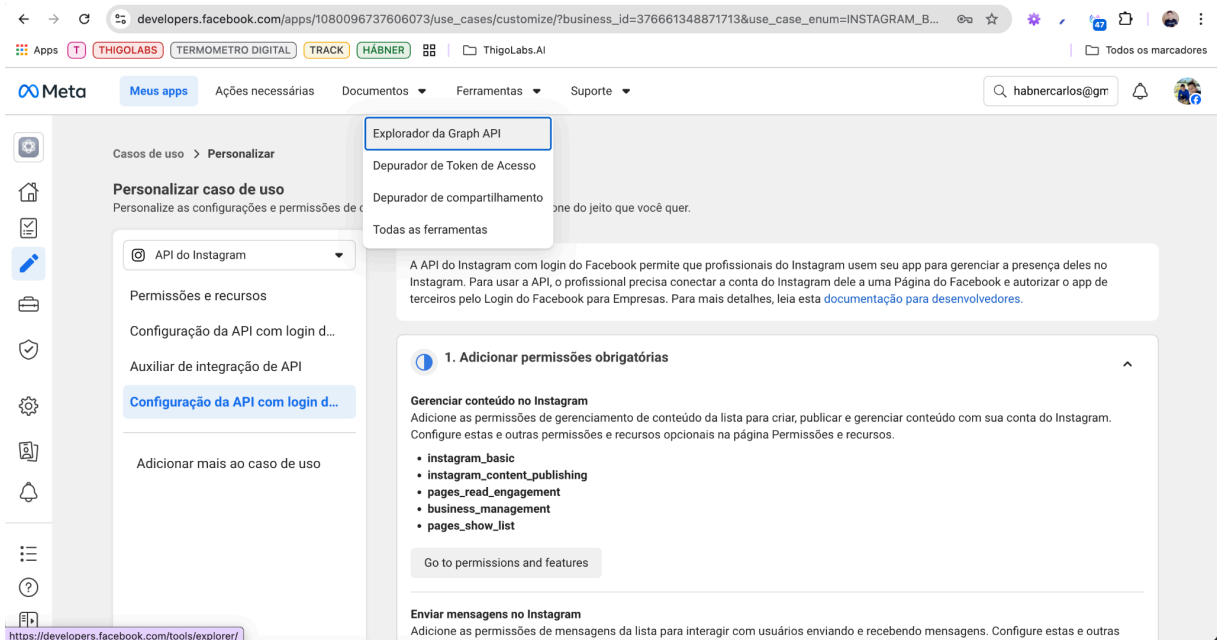 developers.facebook.com/apps/1080096737606073/use_cases/customize/?business_id=376661348871713&use_case_enum=INSTAGRAM_B...
47
Apps T THIGOLABS TERMOMETRO DIGITAL TRACK HÁBNER ThigoLabs.AI Todos os marcadores
Meta Meus apps Ações necessárias Documentos Ferramentas Suporte habnercarlos@gm
Explorador da Graph API
Depurador de Token de Acesso
Depurador de compartilhamento
Todas as ferramentas
Casos de uso > Personalizar
Personalizar caso de uso
Personalize as configurações e permissões de c one do jeito que você quer.
API do Instagram
Permissões e recursos
Configuração da API com login d...
Auxiliar de integração de API
Configuração da API com login d...
Adicionar mais ao caso de uso
A API do Instagram com login do Facebook permite que profissionais do Instagram usem seu app para gerenciar a presença deles no
Instagram. Para usar a API, o profissional precisa conectar a conta do Instagram dele a uma Página do Facebook e autorizar o app de
terceiros pelo Login do Facebook para Empresas. Para mais detalhes, leia esta documentação para desenvolvedores.
1. Adicionar permissões obrigatórias
Gerenciar conteúdo no Instagram
Adicione as permissões de gerenciamento de conteúdo da lista para criar, publicar e gerenciar conteúdo com sua conta do Instagram.
Configure estas e outras permissões e recursos opcionais na página Permissões e recursos.
• instagram_basic
• instagram_content_publishing
• pages_read_engagement
• business_management
• pages_show_list
Go to permissions and features
Enviar mensagens no Instagram
Adicione as permissões de mensagens da lista para interagir com usuários enviando e recebendo mensagens. Configure estas e outras
https://developers.facebook.com/tools/explorer/